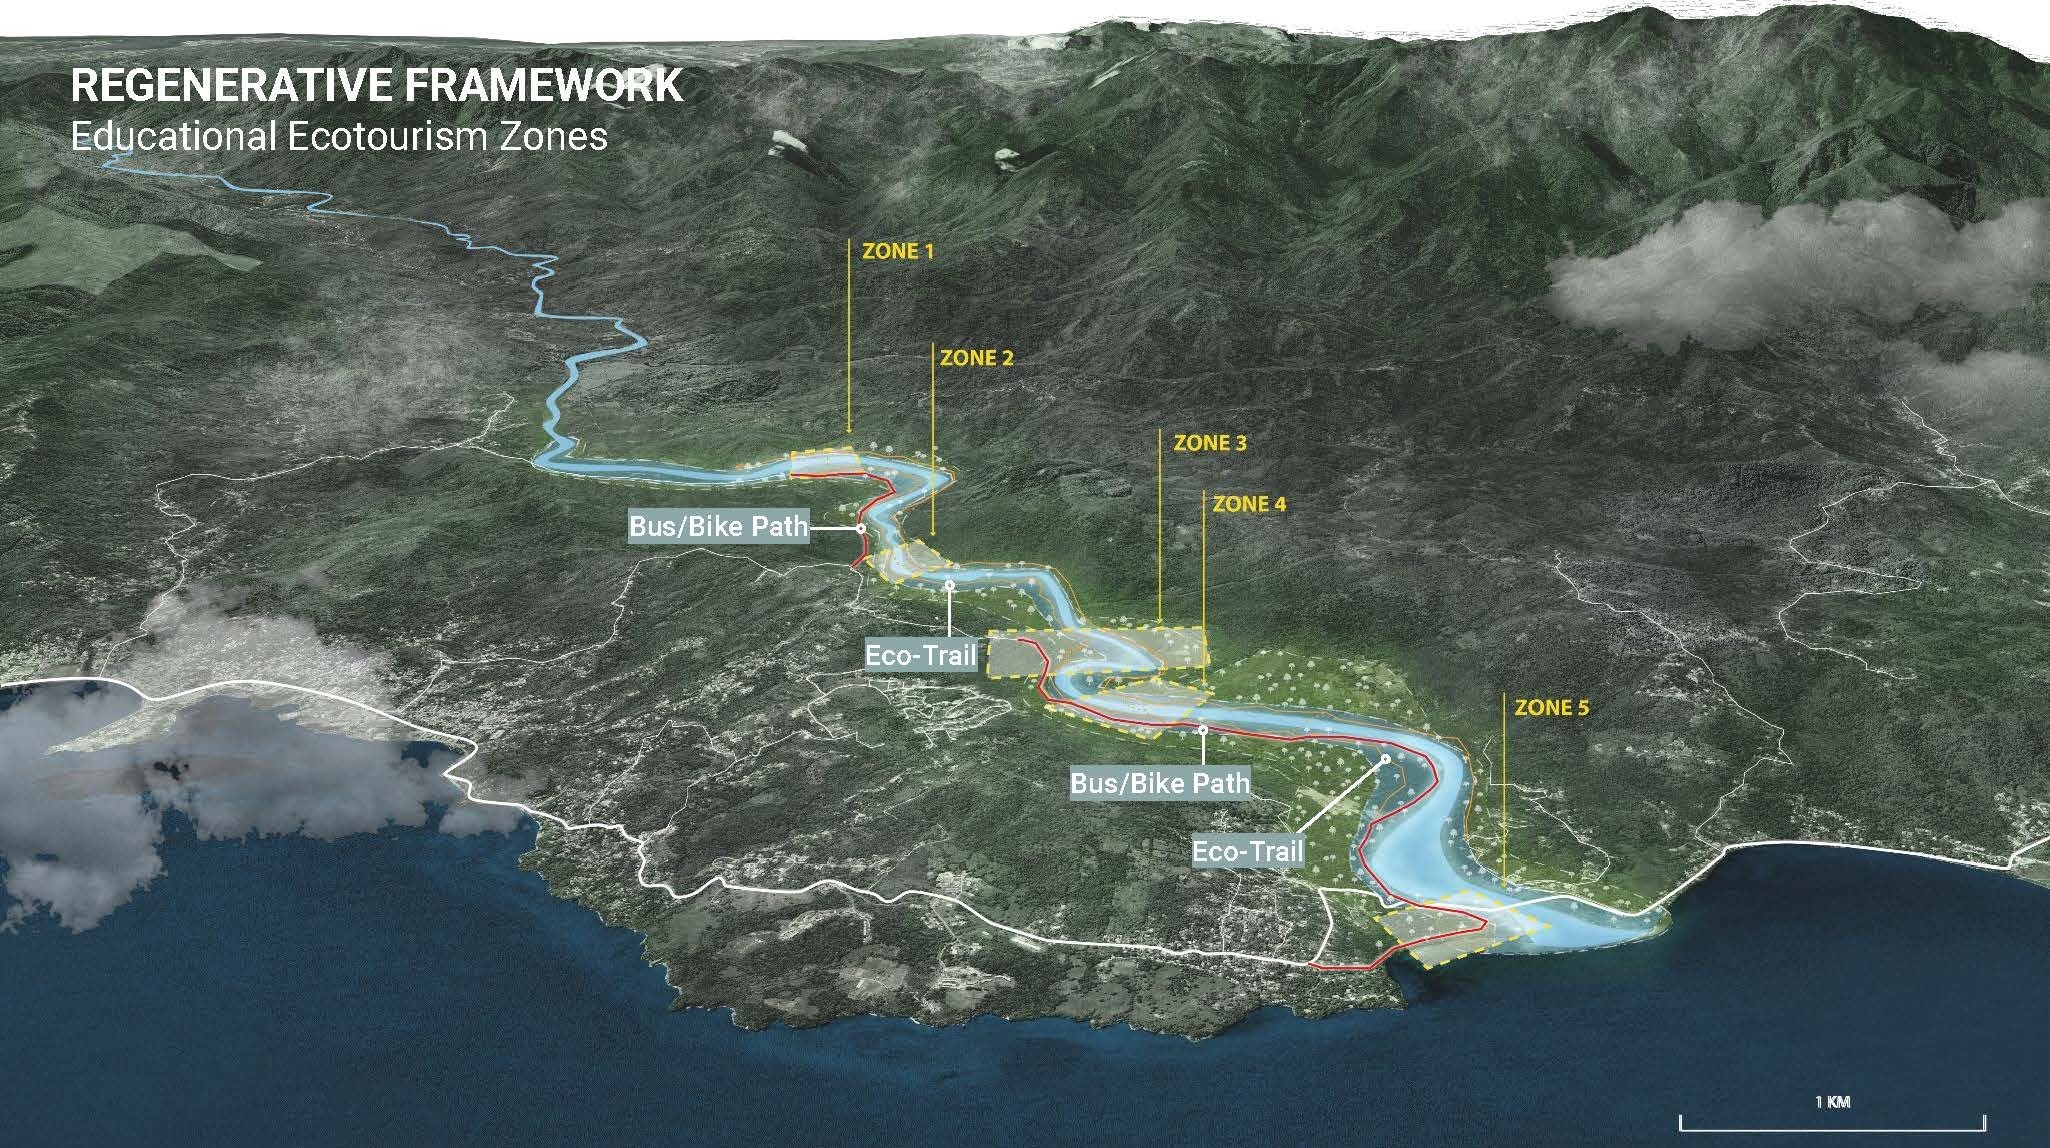 REGENERATIVE FRAMEWORK
Educational Ecotourism Zones
ZONE 1
ZONE 2
ZONE 3
ZONE 4
Bus/Bike Path
Eco-Trail
ZONE 5
Bus/Bike Path
Eco-Trail
1 KM